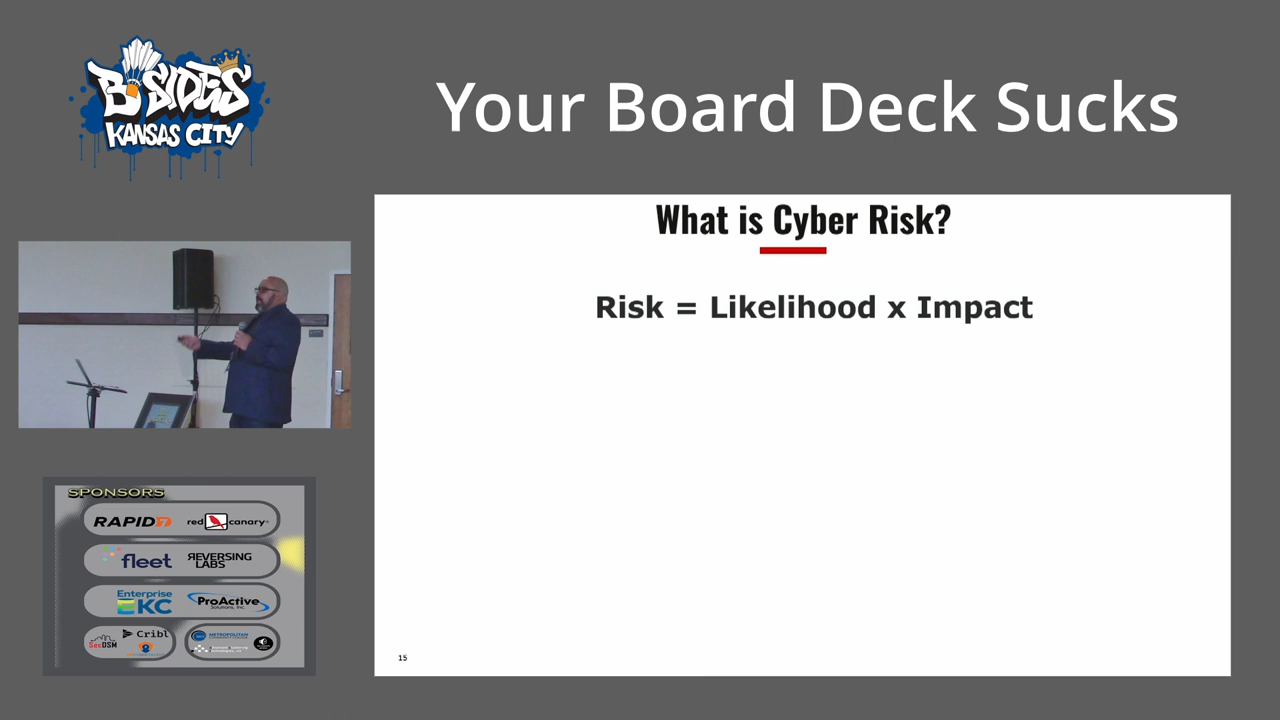 B·SIDES
KANSAS CITY
Your Board Deck Sucks
What is Cyber Risk?
Risk = Likelihood x Impact
15
SPONSORS
RAPID7
red canary
fleet
REVERSING
LABS
Enterprise
KC
ProActive
Solutions, Inc.
SecDSM
Cribl
METROPOLITAN